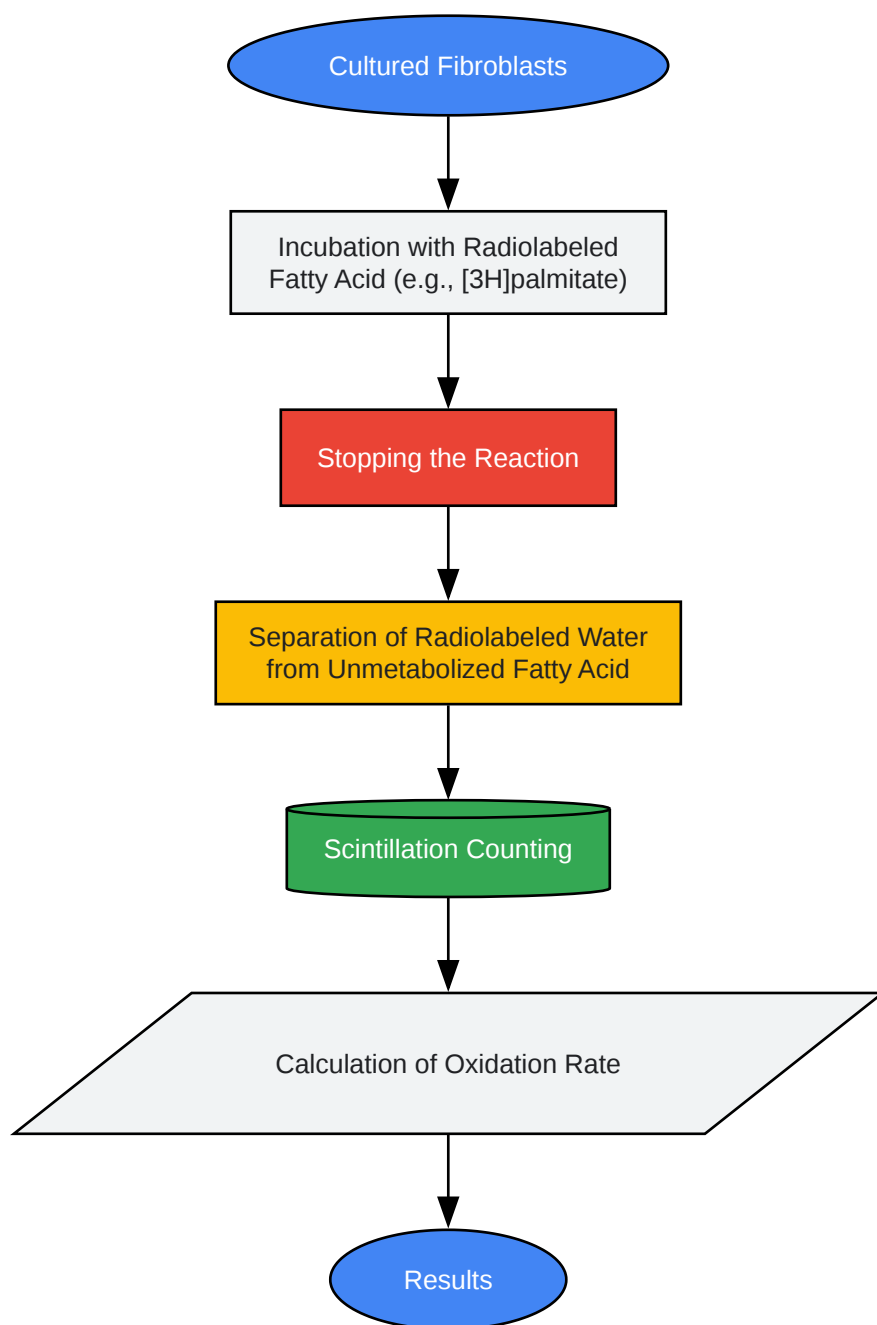 Cultured Fibroblasts
Incubation with Radiolabeled
Fatty Acid (e.g., [3H]palmitate)
Stopping the Reaction
Separation of Radiolabeled Water
from Unmetabolized Fatty Acid
Scintillation Counting
Calculation of Oxidation Rate
Results